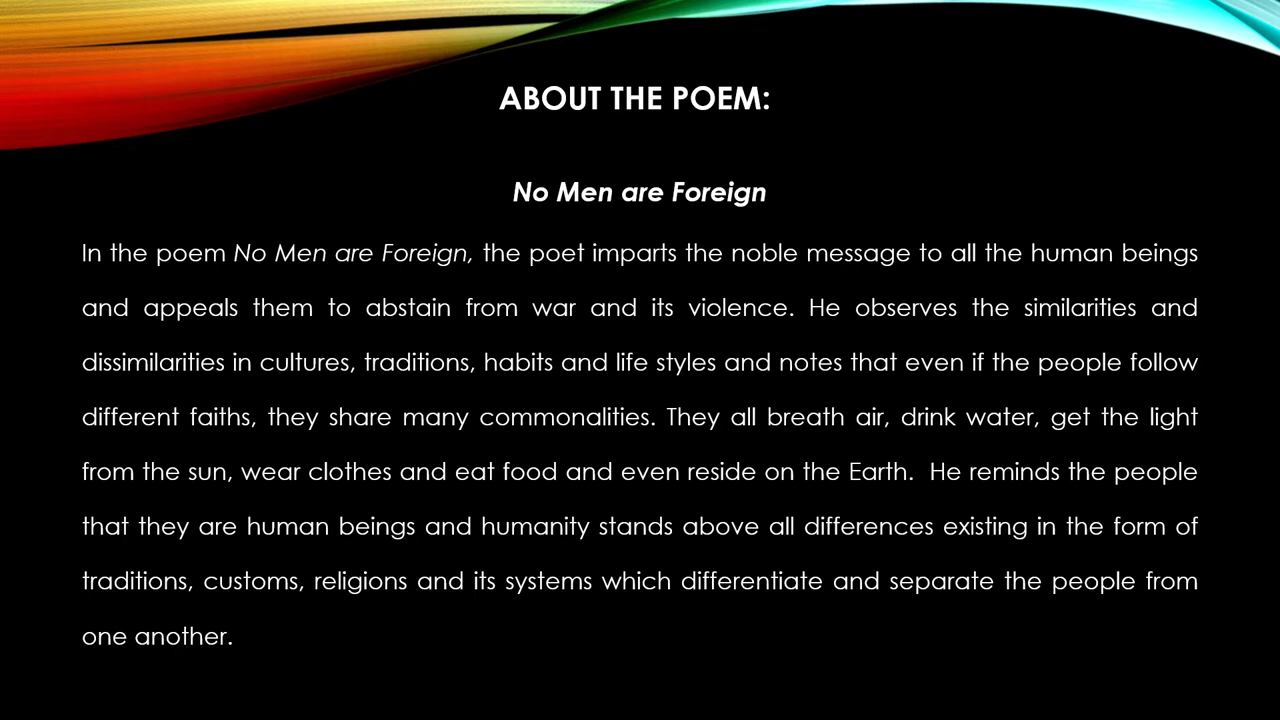 ABOUT THE POEM:
No Men are Foreign
In the poem No Men are Foreign, the poet imparts the noble message to all the human beings
and appeals them to abstain from war and its violence. He observes the similarities and
dissimilarities in cultures, traditions, habits and life styles and notes that even if the people follow
different faiths, they share many commonalities. They all breath air, drink water, get the light
from the sun, wear clothes and eat food and even reside on the Earth.  He reminds the people
that they are human beings and humanity stands above all differences existing in the form of
traditions, customs, religions and its systems which differentiate and separate the people from
one another.